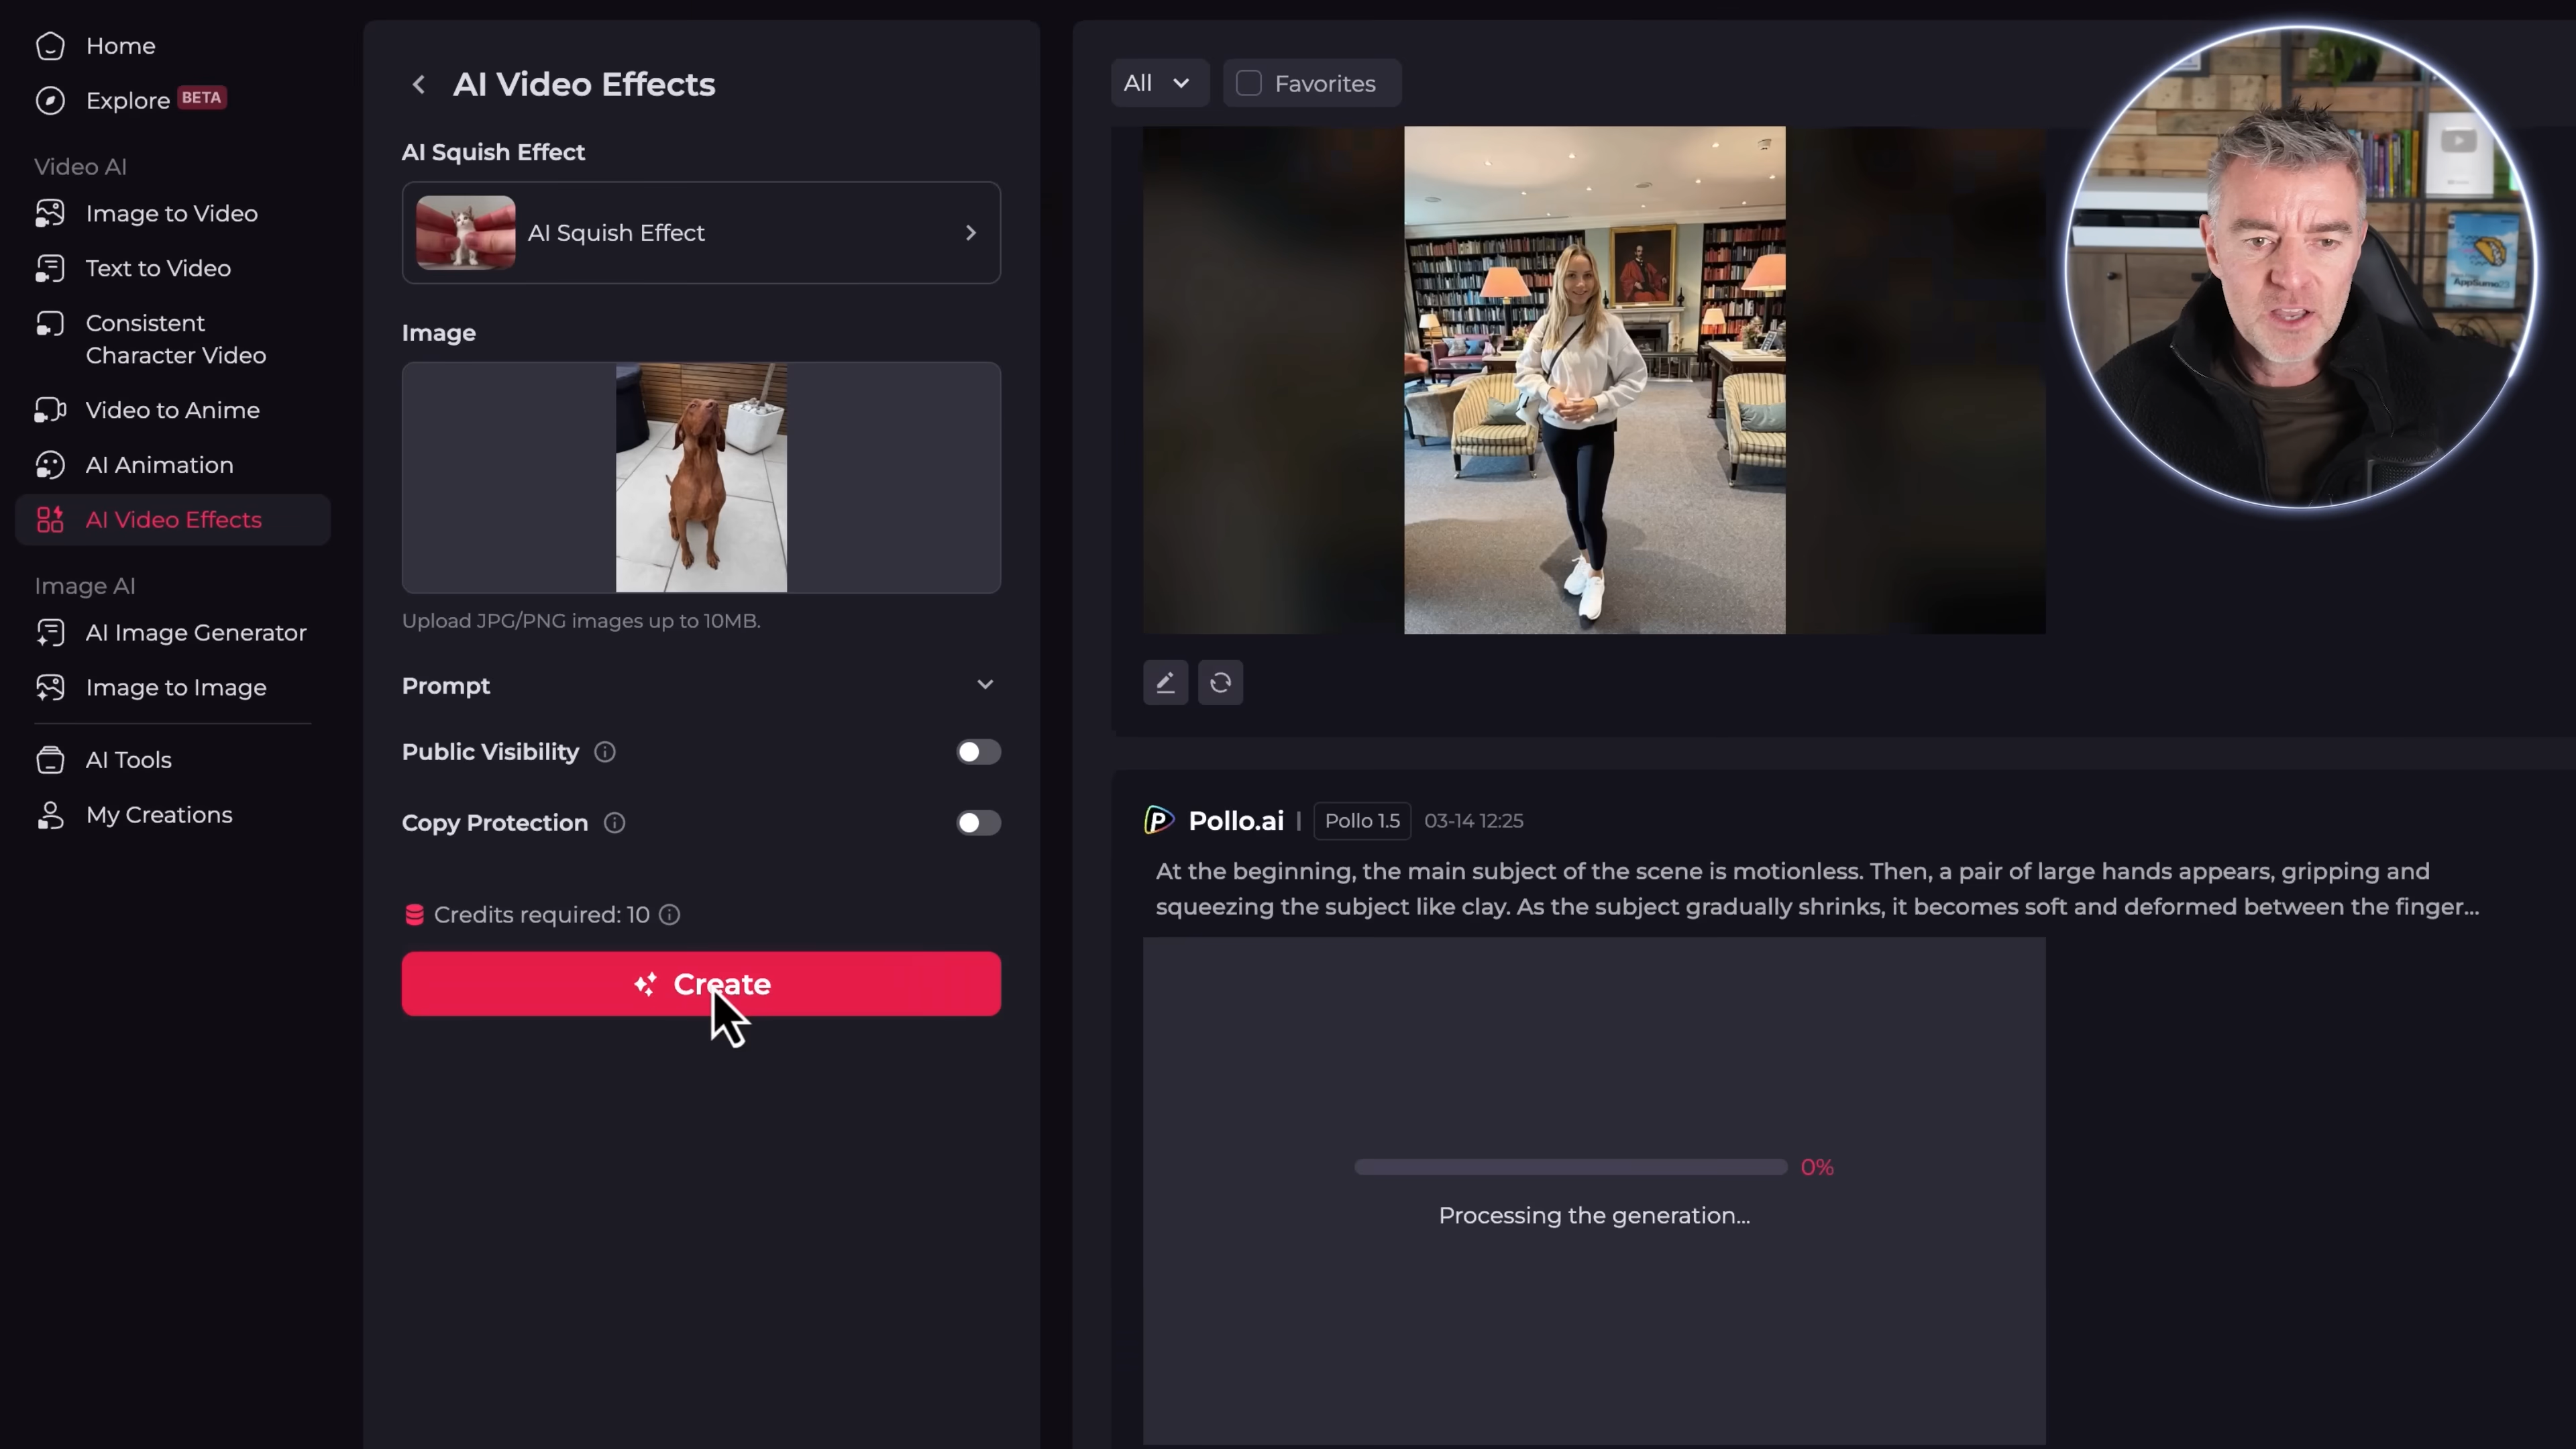 Home
Explore BETA
Video AI
Image to Video
Text to Video
Consistent
Character Video
Video to Anime
AI Animation
AI Video Effects
Image AI
AI Image Generator
Image to Image
AI Tools
My Creations
AI Video Effects
AI Squish Effect
AI Squish Effect
Image
Upload JPG/PNG images up to 10MB.
Prompt
Public Visibility
Copy Protection
Credits required: 10
Create
All
Favorites
AppSumo
Pollo.ai | Pollo 1.5 03-14 12:25
At the beginning, the main subject of the scene is motionless. Then, a pair of large hands appears, gripping and
squeezing the subject like clay. As the subject gradually shrinks, it becomes soft and deformed between the finger...
0%
Processing the generation...